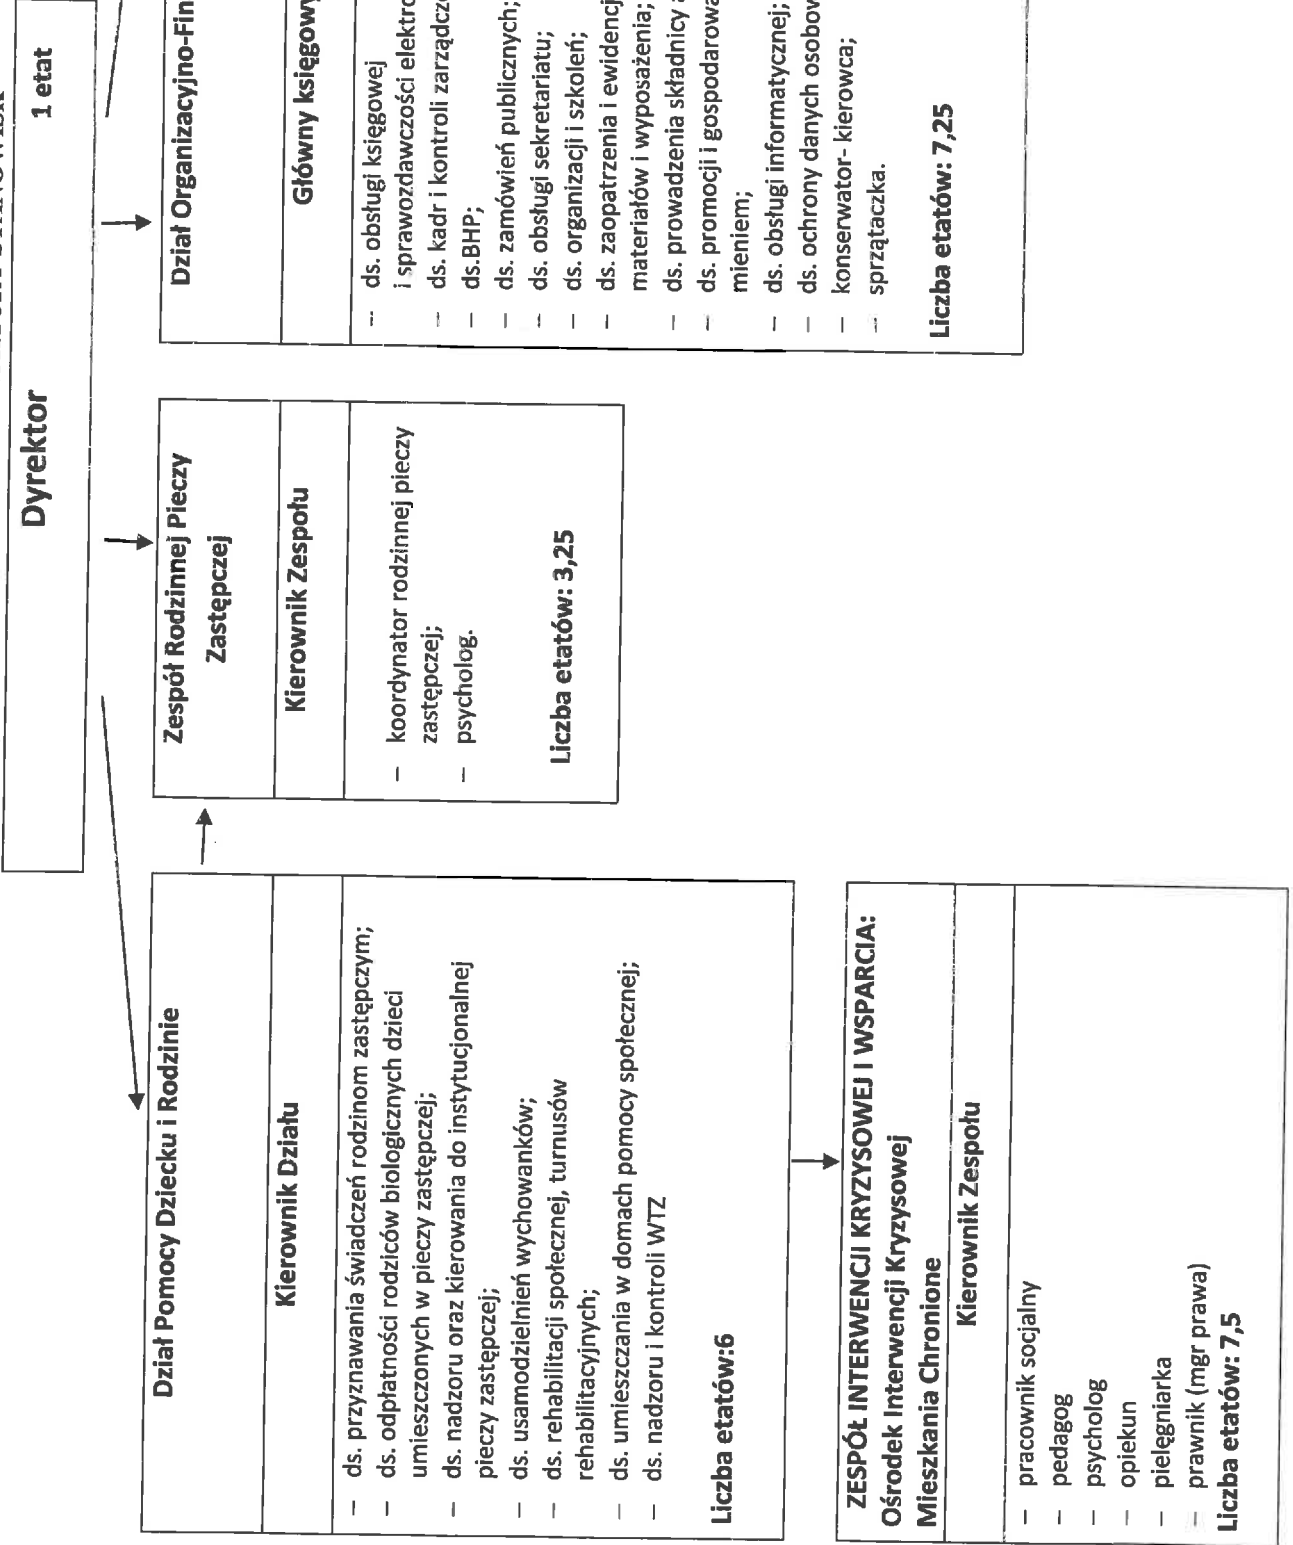 Dyrektor 1 etat
Dział Pomocy Dziecku i Rodzinie
Kierownik Działu
– ds. przyznawania świadczeń rodzinom zastępczym;
– ds. odpłatności rodziców biologicznych dzieci
umieszczonych w pieczy zastępczej;
– ds. nadzoru oraz kierowania do instytucjonalnej
pieczy zastępczej;
– ds. usamodzielnień wychowanków;
– ds. rehabilitacji społecznej, turnusów
rehabilitacyjnych;
– ds. umieszczania w domach pomocy społecznej;
– ds. nadzoru i kontroli WTZ
Liczba etatów:6
ZESPÓŁ INTERWENCJI KRYZYSOWEJ I WSPARCIA:
Ośrodek Interwencji Kryzysowej
Mieszkania Chronione
Kierownik Zespołu
– pracownik socjalny
– pedagog
– psycholog
– opiekun
– pielęgniarka
– prawnik (mgr prawa)
Liczba etatów: 7,5
Zespół Rodzinnej Pieczy
Zastępczej
Kierownik Zespołu
– koordynator rodzinnej pieczy
zastępczej;
– psycholog.
Liczba etatów: 3,25
Dział Organizacyjno-Fin
Główny księgowy
– ds. obsługi księgowej
i sprawozdawczości elektro
– ds. kadr i kontroli zarządcz
– ds.BHP;
– ds. zamówień publicznych;
– ds. obsługi sekretariatu;
– ds. organizacji i szkoleń;
– ds. zaopatrzenia i ewidencj
materiałów i wyposażenia;
– ds. prowadzenia składnicy a
– ds. promocji i gospodarowa
mieniem;
– ds. obsługi informatycznej;
– ds. ochrony danych osobow
– konserwator- kierowca;
– sprzątaczka.
Liczba etatów: 7,25